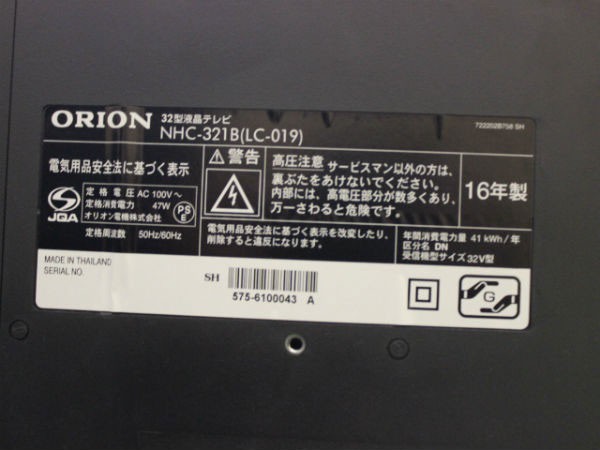 ORION 32型液晶テレビ
NHC-321B(LC-019)
722202B758 SH
電気用品安全法に基づく表示
定格電圧 AC 100V~
定格消費電力 47W
オリオン電機株式会社
定格周波数 50Hz/60Hz
JQA
PS
E
警告
高圧注意 サービスマン以外の方は、
裏ぶたをあけないでください。
内部には、高電圧部分が数多くあり、
万一さわると危険です。
16年製
電気用品安全法に基づく表示を改変したり、
削除すると違反になります。
年間消費電力量 41 kWh/年
区分名 DN
受信機型サイズ 32V型
MADE IN THAILAND
SERIAL NO.
SH
575-6100043 A
G